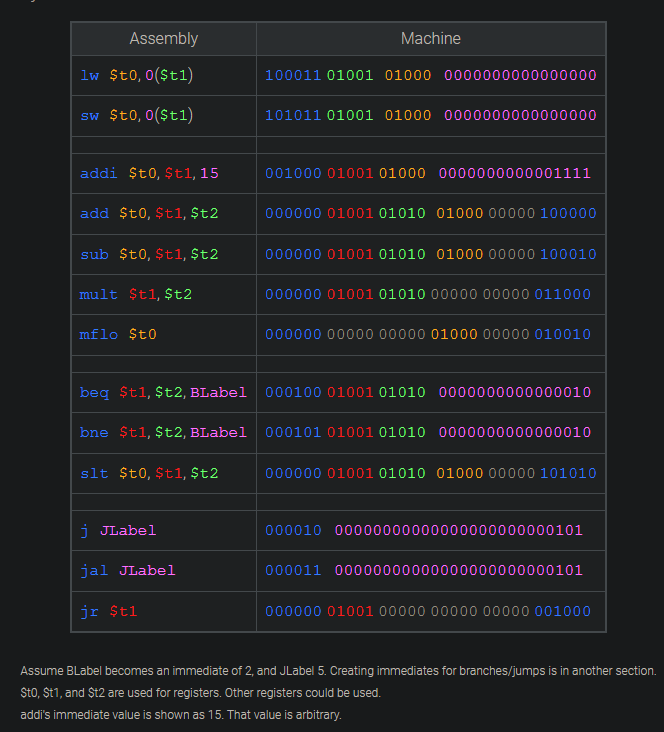 Assembly Machine
lw $t0, 0($t1) 100011 01001 01000 0000000000000000
sw $t0, 0($t1) 101011 01001 01000 0000000000000000
addi $t0, $t1, 15 001000 01001 01000 0000000000001111
add $t0, $t1, $t2 000000 01001 01010 01000 00000 100000
sub $t0, $t1, $t2 000000 01001 01010 01000 00000 100010
mult $t1, $t2 000000 01001 01010 00000 00000 011000
mflo $t0 000000 00000 00000 01000 00000 010010
beq $t1, $t2, BLabel 000100 01001 01010 0000000000000010
bne $t1, $t2, BLabel 000101 01001 01010 0000000000000010
slt $t0, $t1, $t2 000000 01001 01010 01000 00000 101010
j JLabel 000010 00000000000000000000000101
jal JLabel 000011 00000000000000000000000101
jr $t1 000000 01001 00000 00000 00000 001000
Assume BLabel becomes an immediate of 2, and JLabel 5. Creating immediates for branches/jumps is in another section.
$t0, $t1, and $t2 are used for registers. Other registers could be used.
addi's immediate value is shown as 15. That value is arbitrary.